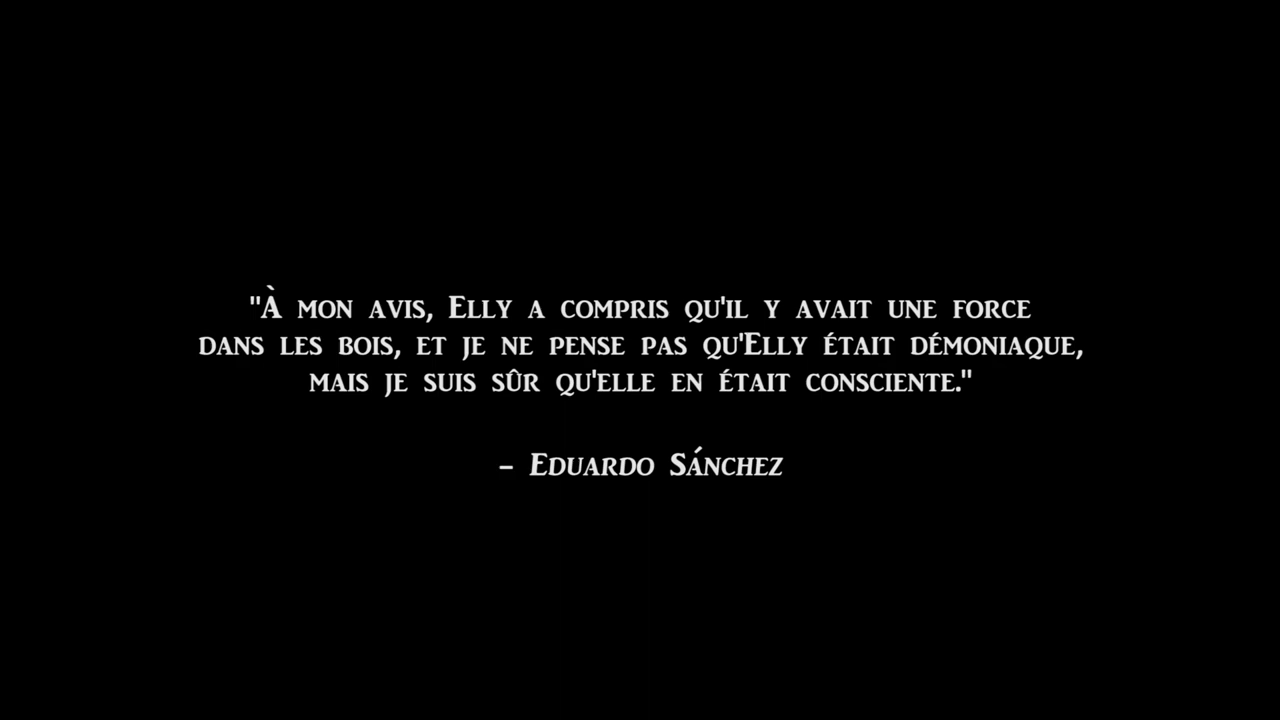 "À mon avis, Elly a compris qu'il y avait une force
dans les bois, et je ne pense pas qu'Elly était démoniaque,
mais je suis sûr qu'elle en était consciente."
– Eduardo Sánchez